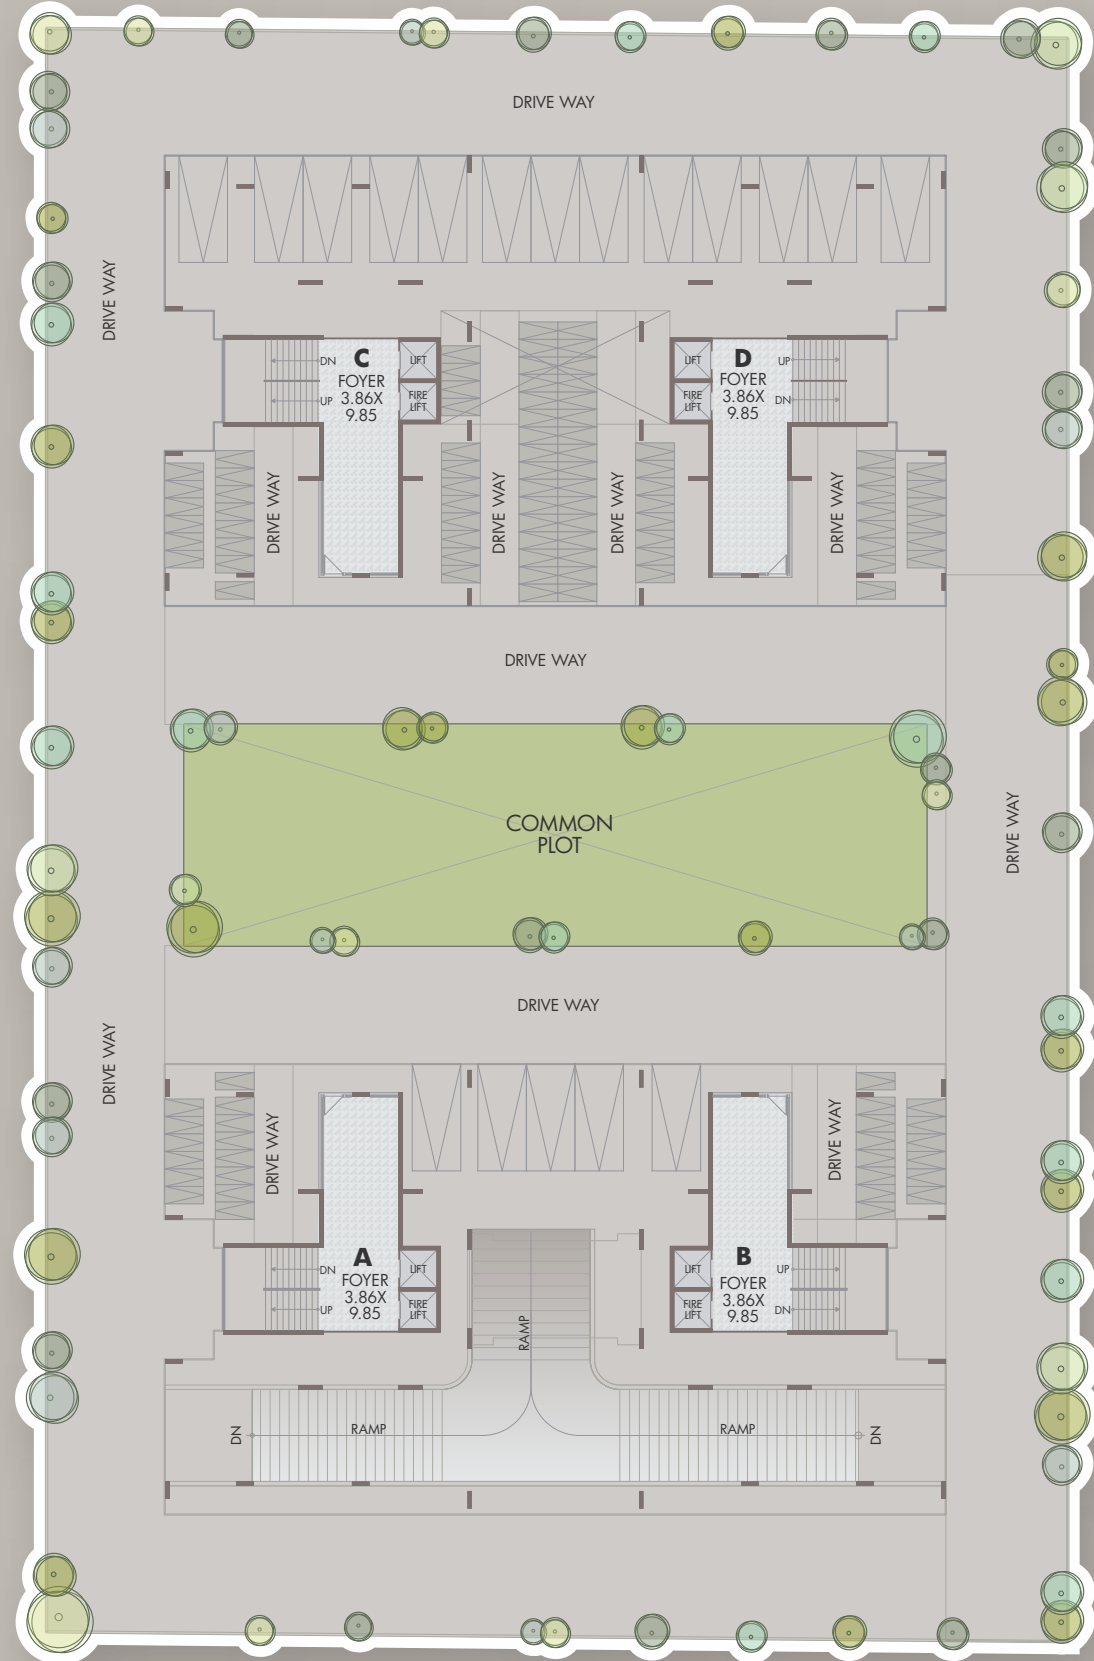 DRIVE WAY
DRIVE WAY
DN
UP
C
FOYER
3.86X
9.85
LIFT
FIRE
LIFT
LIFT
FIRE
LIFT
D
FOYER
3.86X
9.85
UP
DN
DRIVE WAY
DRIVE WAY
DRIVE WAY
DRIVE WAY
DRIVE WAY
COMMON
PLOT
DRIVE WAY
DRIVE WAY
DRIVE WAY
DRIVE WAY
DRIVE WAY
DN
UP
A
FOYER
3.86X
9.85
LIFT
FIRE
LIFT
LIFT
FIRE
LIFT
B
FOYER
3.86X
9.85
UP
DN
RAMP
DN
RAMP
RAMP
DN